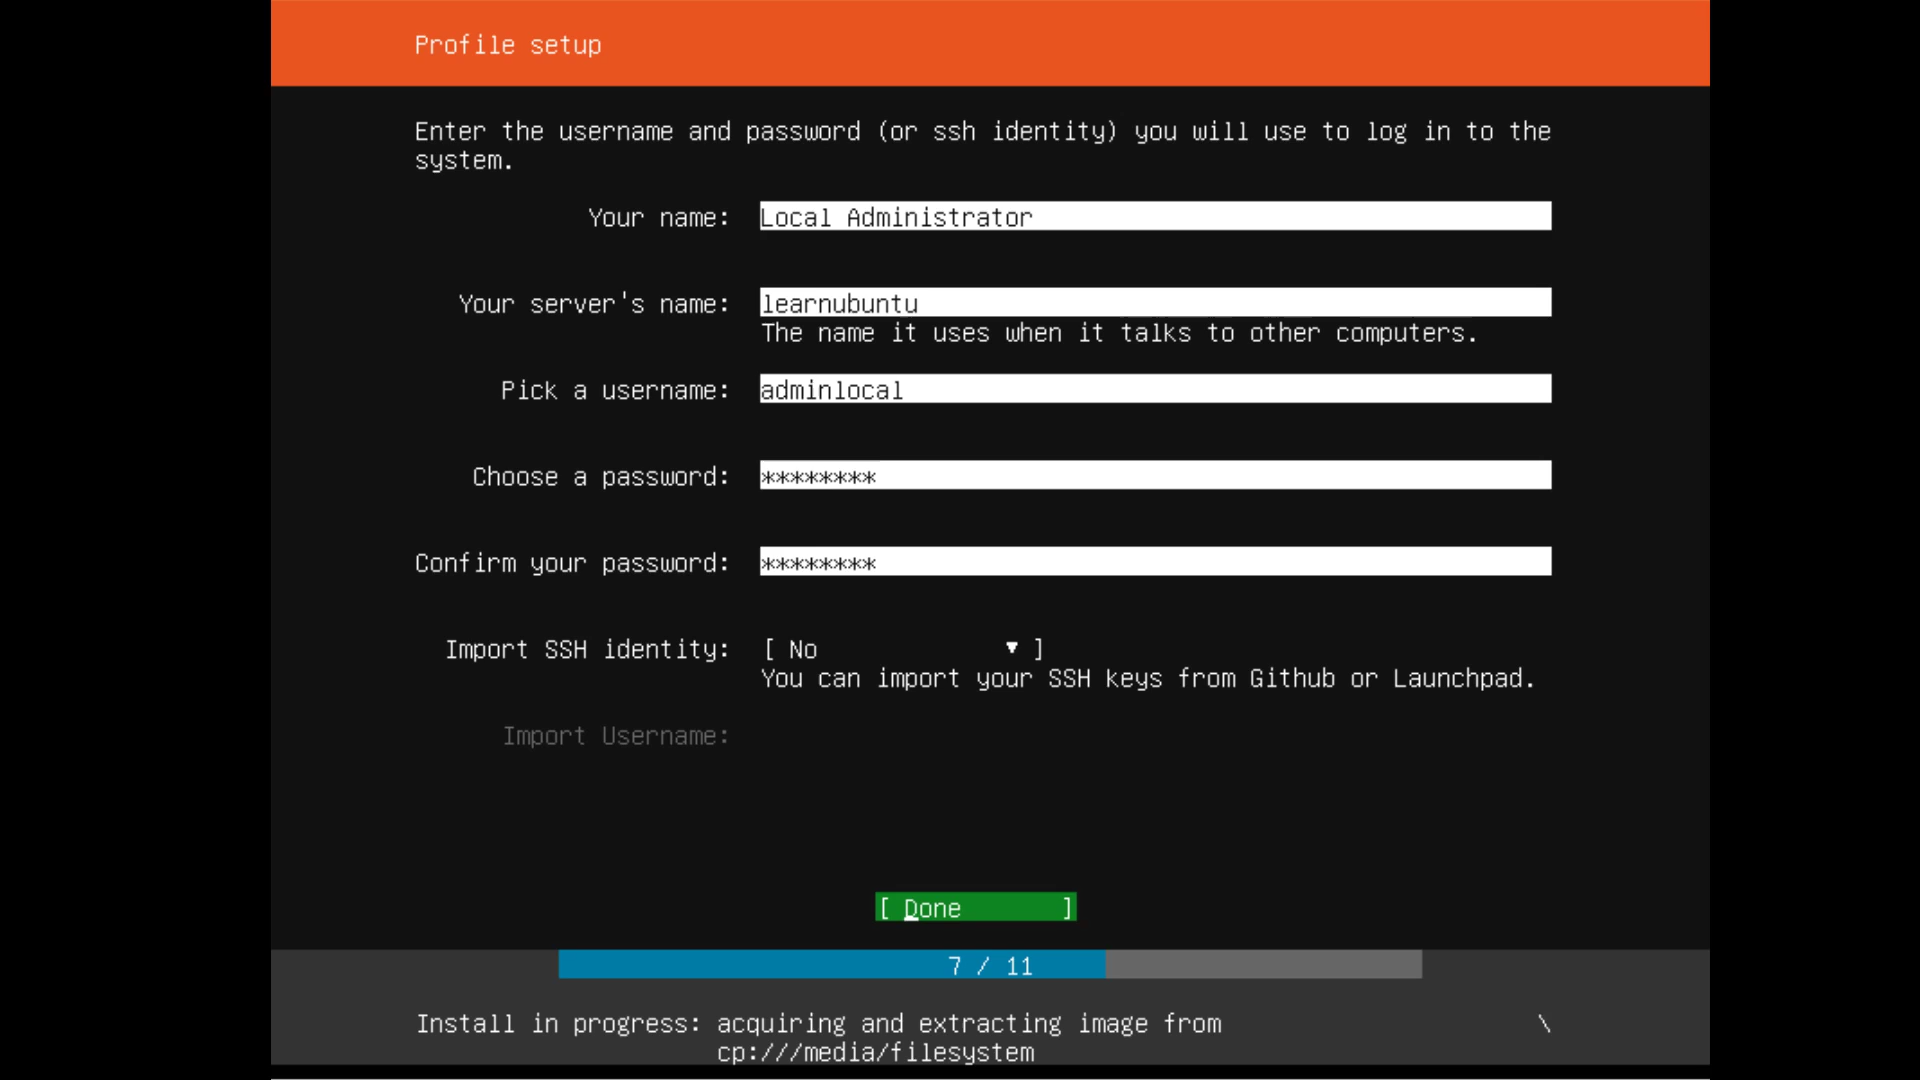 Profile setup
Enter the username and password (or ssh identity) you will use to log in to the
system.
Your name: Local Administrator
Your server's name: learnubuntu
The name it uses when it talks to other computers.
Pick a username: adminlocal
Choose a password: ********
Confirm your password: ********
Import SSH identity: [ No ▼ ]
You can import your SSH keys from Github or Launchpad.
Import Username:
[ Done ]
7 / 11
Install in progress: acquiring and extracting image from \
cp:///media/filesystem